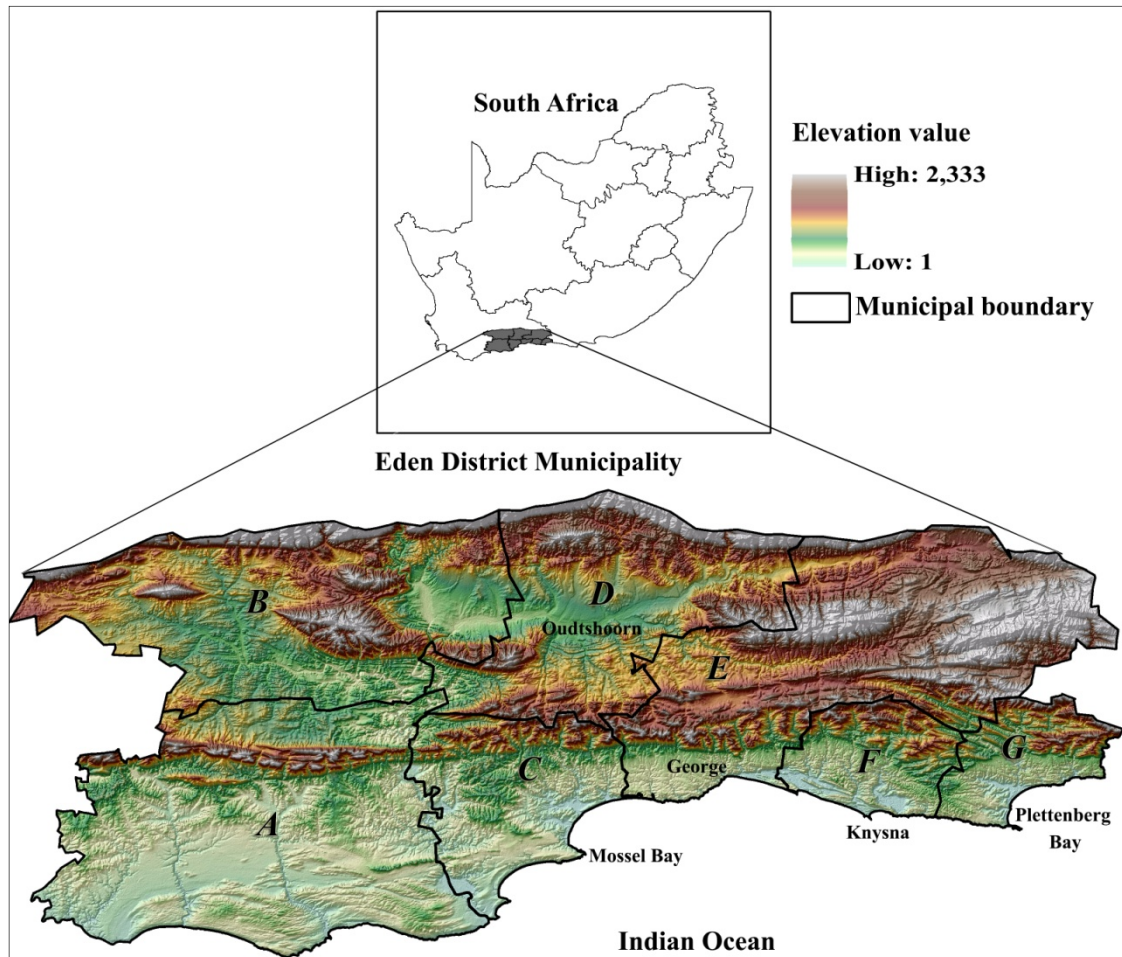 South Africa
Elevation value
High: 2,333
Low: 1
Municipal boundary
Eden District Municipality
B
D
Oudtshoorn
E
C
George
F
G
A
Mossel Bay
Knysna
Plettenberg
Bay
Indian Ocean